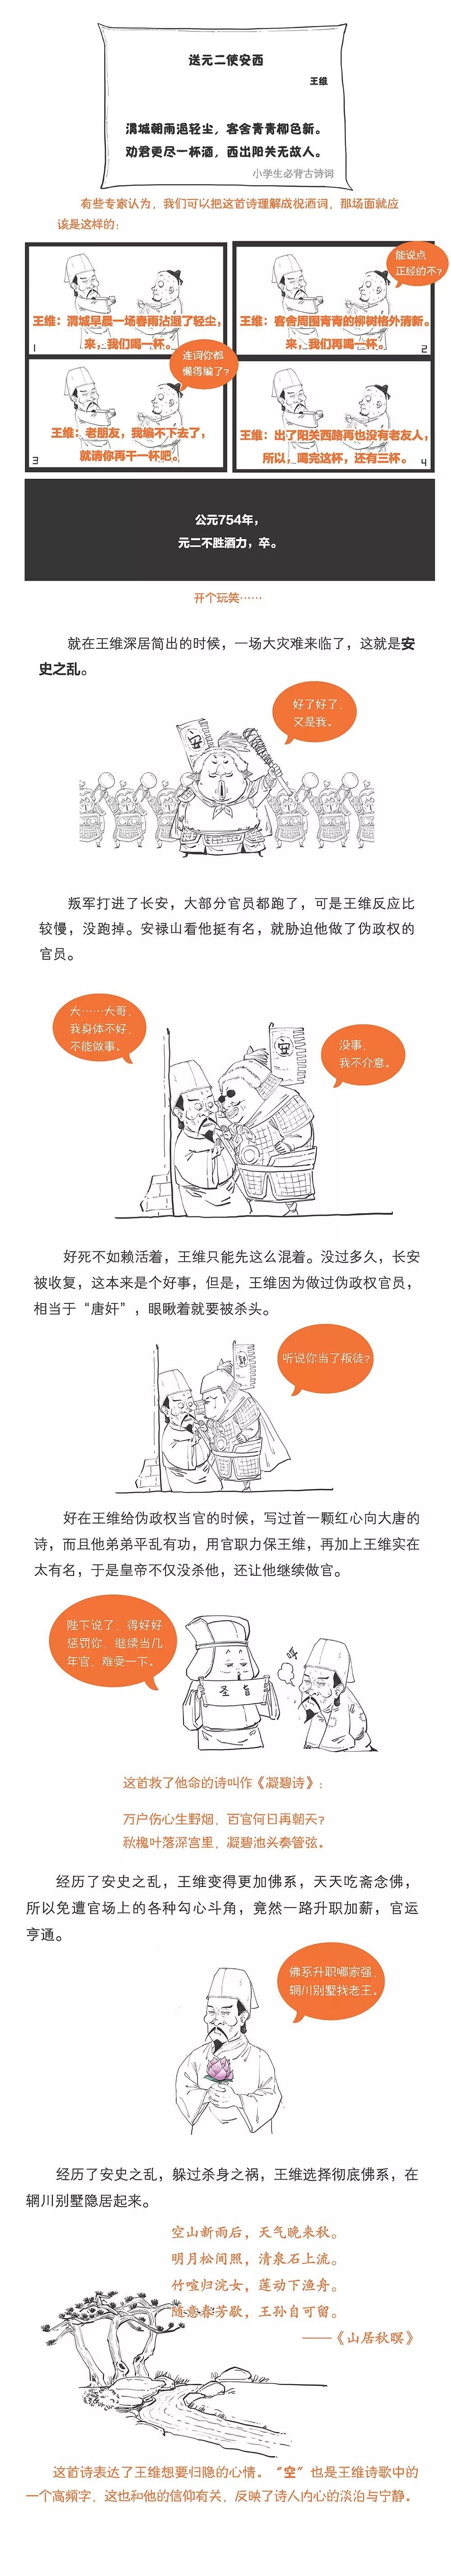 送元二使安西
王维
渭城朝雨浥轻尘，客舍青青柳色新。
劝君更尽一杯酒，西出阳关无故人。
小学生必背古诗词
有些专家认为，我们可以把这首诗理解成祝酒词，那场面就应
该是这样的：
王维：渭城早晨一场春雨沾湿了轻尘，
来，我们喝一杯。
1
能说点
正经的不？
王维：客舍周围青青的柳树格外清新。
来，我们再喝一杯。
2
连词你都
懒得编了？
王维：老朋友，我编不下去了，
就请你再干一杯吧。
3
王维：出了阳关西路再也没有老友人，
所以，喝完这杯，还有三杯。
4
公元754年，
元二不胜酒力，卒。
开个玩笑……
就在王维深居简出的时候，一场大灾难来临了，这就是安
史之乱。
好了好了，
又是我。
安
叛军打进了长安，大部分官员都跑了，可是王维反应比
较慢，没跑掉。安禄山看他挺有名，就胁迫他做了伪政权的
官员。
大……大哥，
我身体不好，
不能做事。
没事，
我不介意。
安
好死不如赖活着，王维只能先这么混着。没过多久，长安
被收复，这本来是个好事，但是，王维因为做过伪政权官员，
相当于“唐奸”，眼瞅着就要被杀头。
听说你当了叛徒？
好在王维给伪政权当官的时候，写过首一颗红心向大唐的
诗，而且他弟弟平乱有功，用官职力保王维，再加上王维实在
太有名，于是皇帝不仅没杀他，还让他继续做官。
陛下说了，得好好
惩罚你，继续当几
年官，难受一下。
圣旨
这首救了他命的诗叫作《凝碧诗》：
万户伤心生野烟，百官何日再朝天？
秋槐叶落深宫里，凝碧池头奏管弦。
经历了安史之乱，王维变得更加佛系，天天吃斋念佛，
所以免遭官场上的各种勾心斗角，竟然一路升职加薪，官运
亨通。
佛系升职哪家强，
辋川别墅找老王。
经历了安史之乱，躲过杀身之祸，王维选择彻底佛系，在
辋川别墅隐居起来。
空山新雨后，天气晚来秋。
明月松间照，清泉石上流。
竹喧归浣女，莲动下渔舟。
随意春芳歇，王孙自可留。
——《山居秋暝》
这首诗表达了王维想要归隐的心情。“空”也是王维诗歌中的
一个高频字，这也和他的信仰有关，反映了诗人内心的淡泊与宁静。